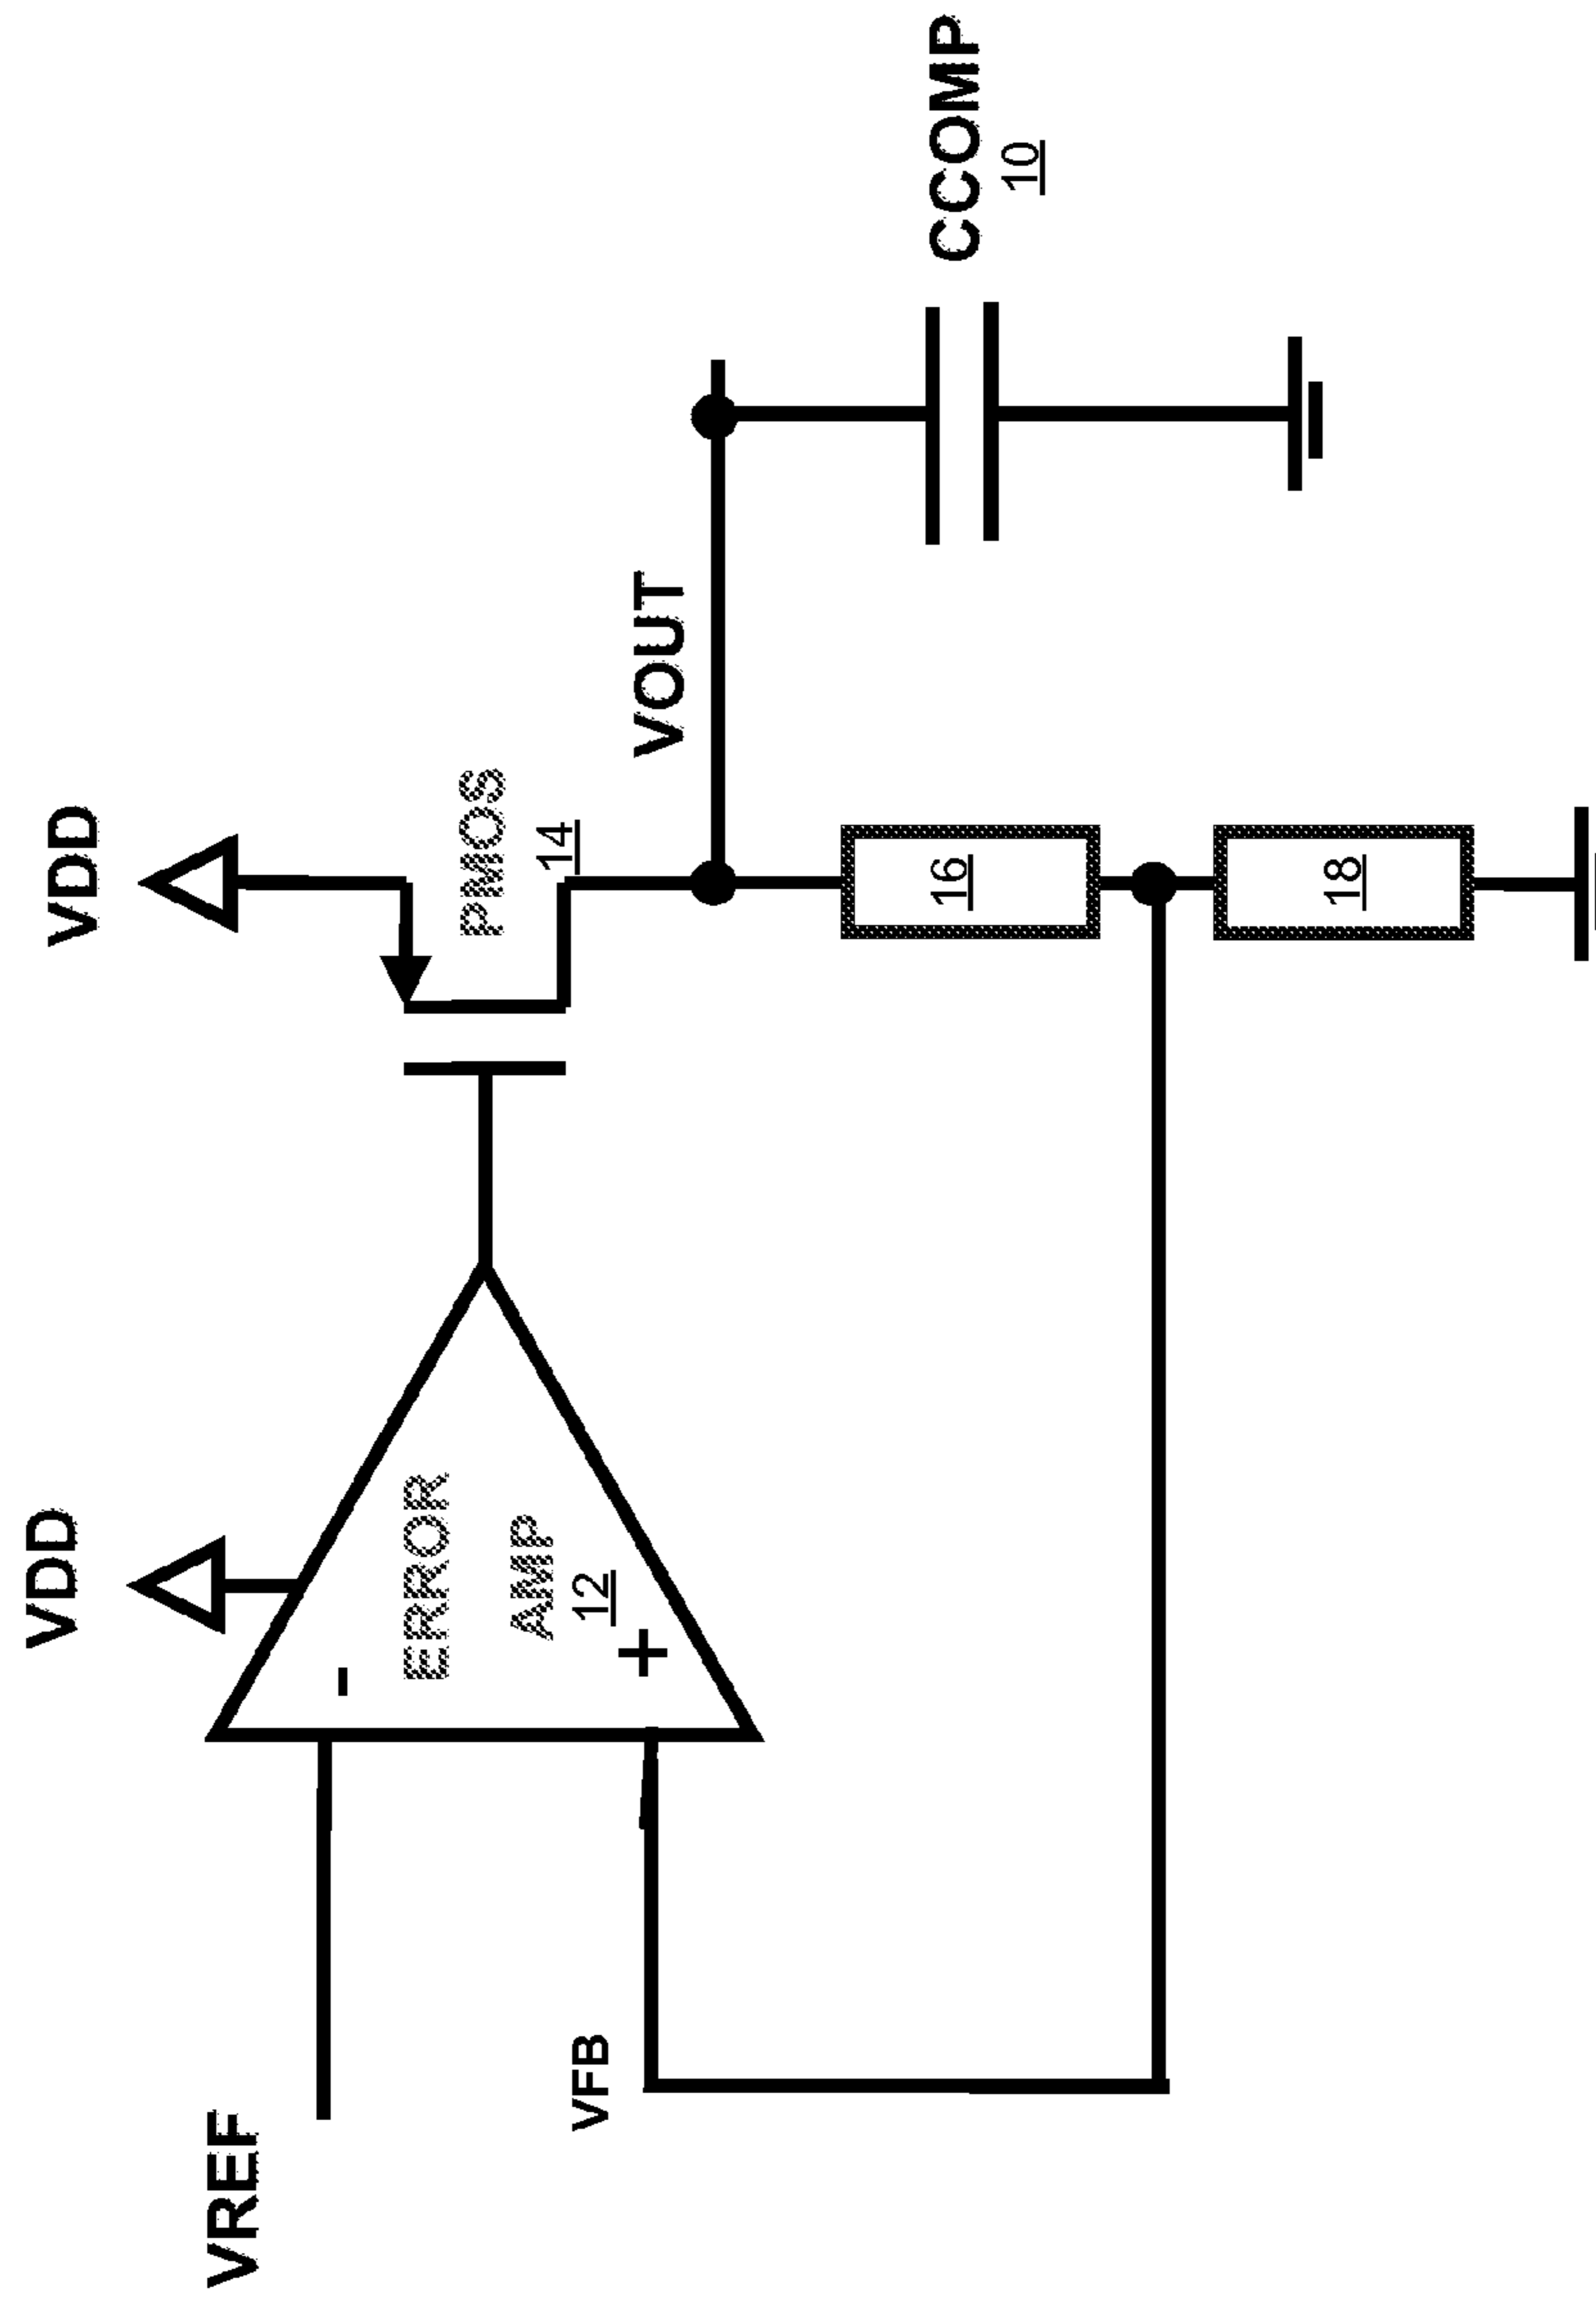 VDD
VDD
VREF
-
ERROR
AMP
12
+
PMOS
14
VOUT
VFB
16
CCOMP
10
18